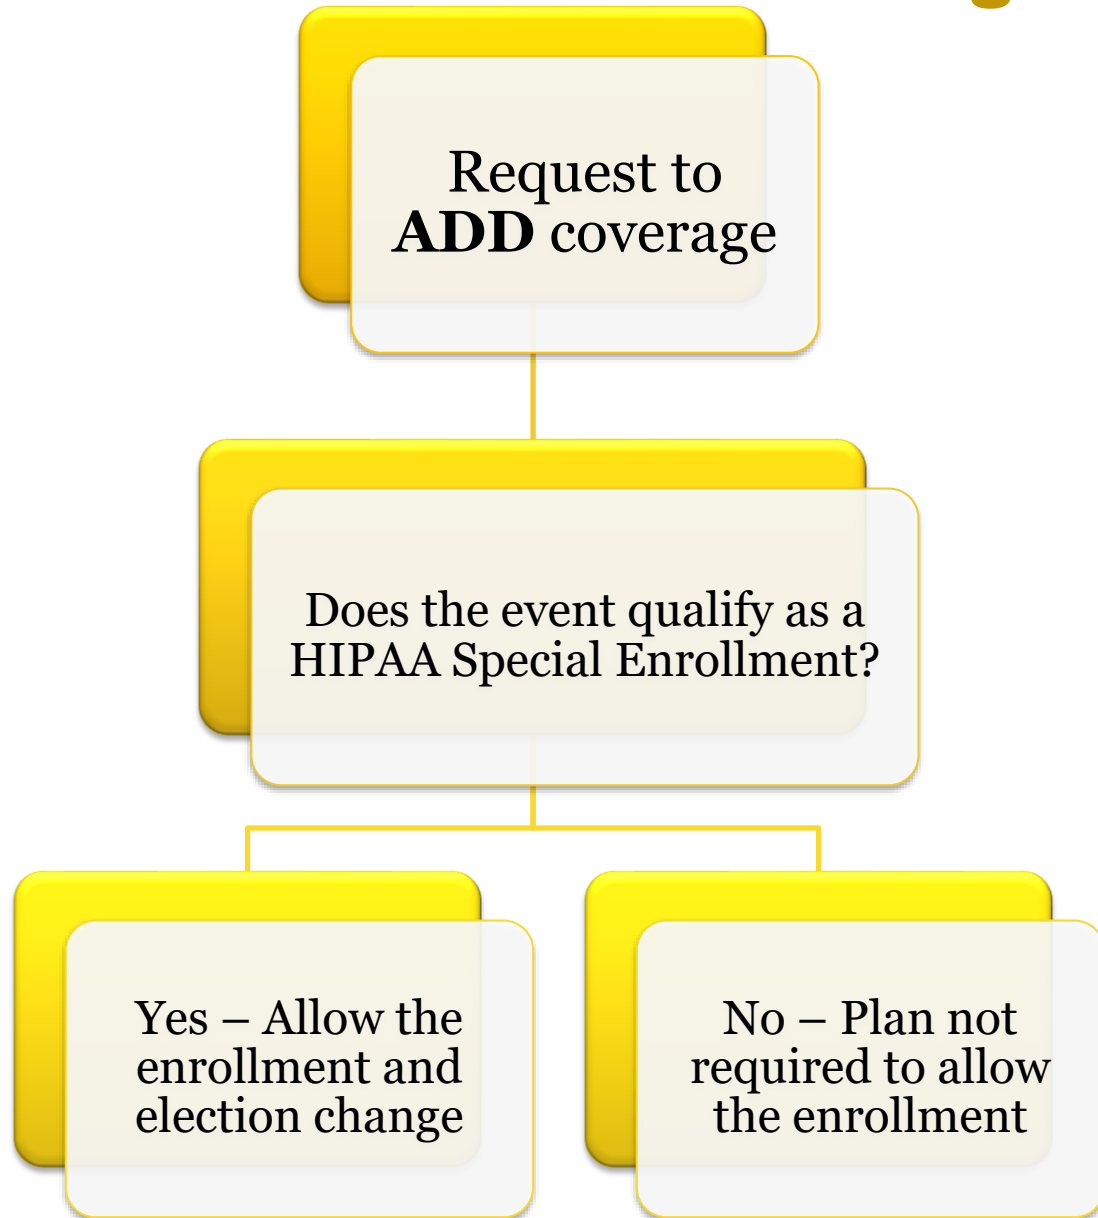 Request to
ADD coverage
Does the event qualify as a
HIPAA Special Enrollment?
Yes – Allow the
enrollment and
election change
No – Plan not
required to allow
the enrollment